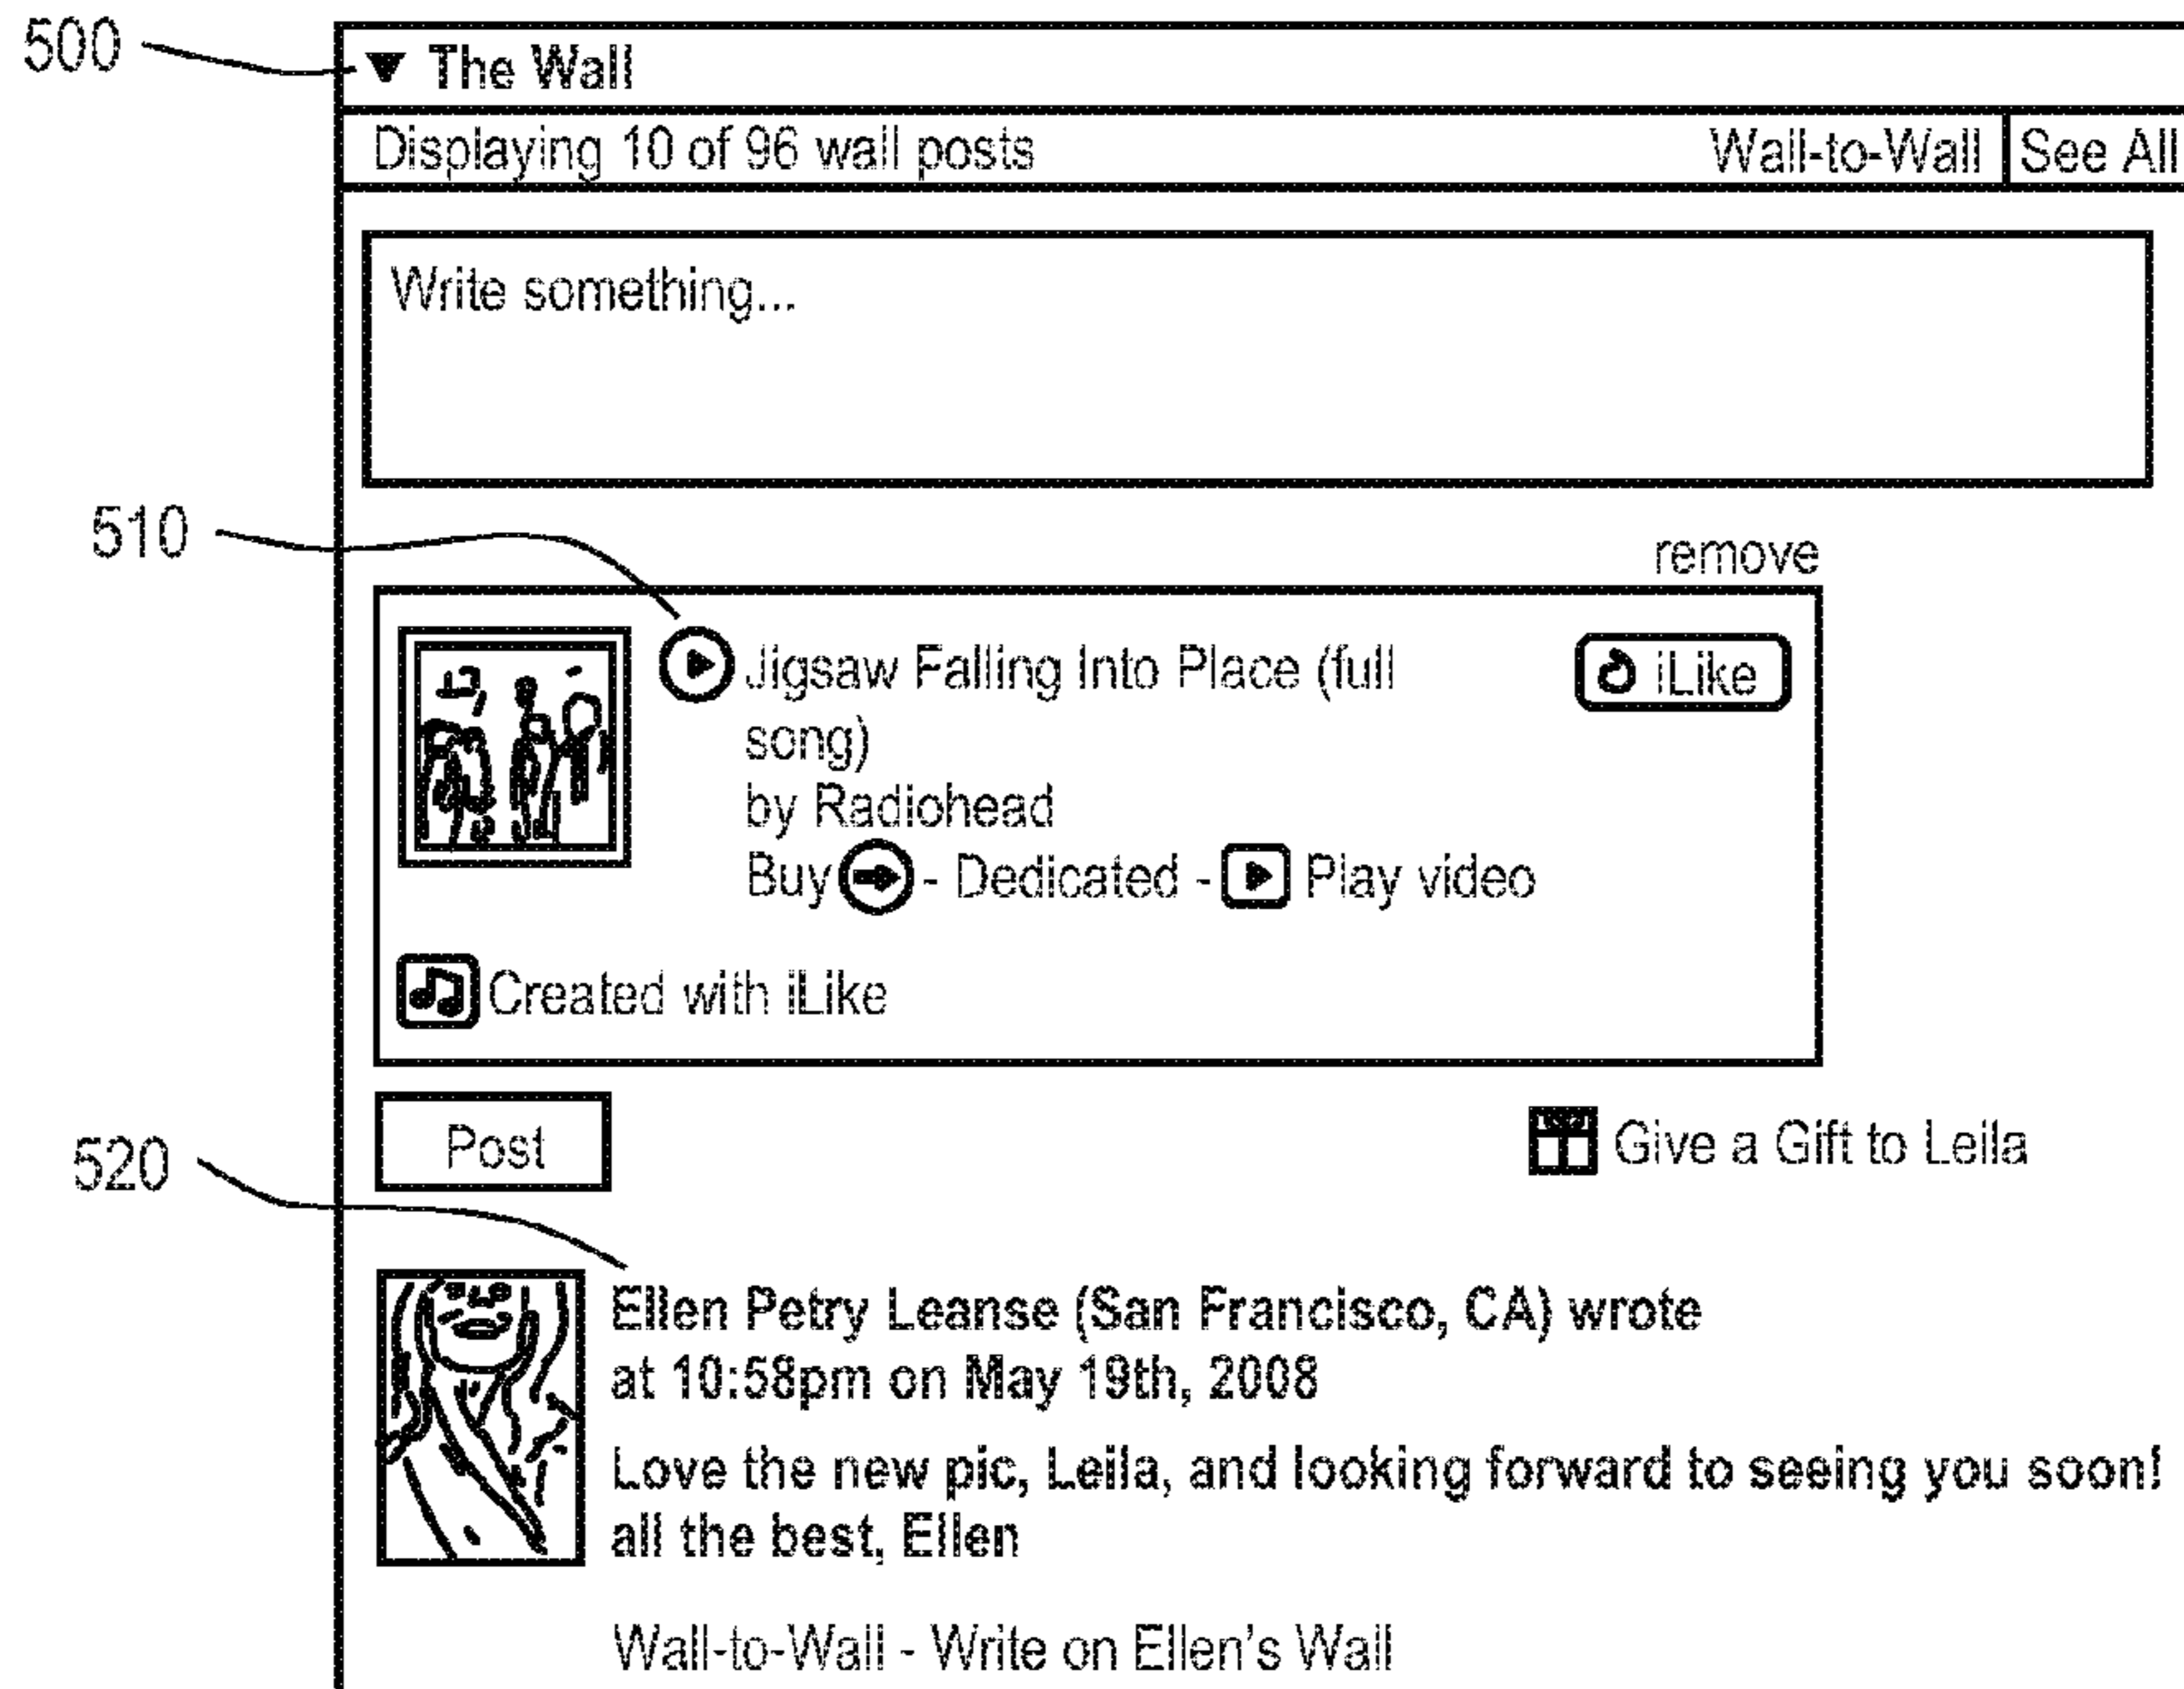 500
▼ The Wall
Displaying 10 of 96 wall posts Wall-to-Wall See All
Write something...
510
remove
Jigsaw Falling Into Place (full iLike
song)
by Radiohead
Buy - Dedicated - Play video
Created with iLike
Post Give a Gift to Leila
520
Ellen Petry Leanse (San Francisco, CA) wrote
at 10:58pm on May 19th, 2008
Love the new pic, Leila, and looking forward to seeing you soon!
all the best, Ellen
Wall-to-Wall - Write on Ellen's Wall